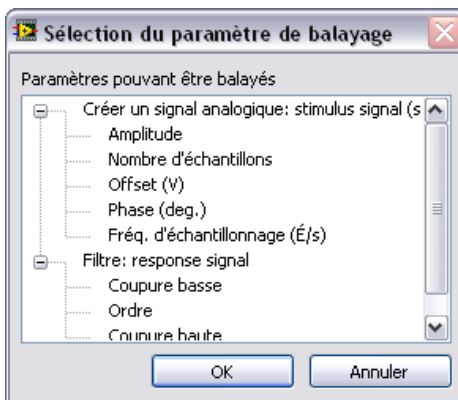 Sélection du paramètre de balayage
Paramètres pouvant être balayés
Créer un signal analogique: stimulus signal (s
Amplitude
Nombre d'échantillons
Offset (V)
Phase (deg.)
Fréq. d'échantillonnage (É/s)
Filtre: response signal
Coupure basse
Ordre
Coupure haute
OK
Annuler